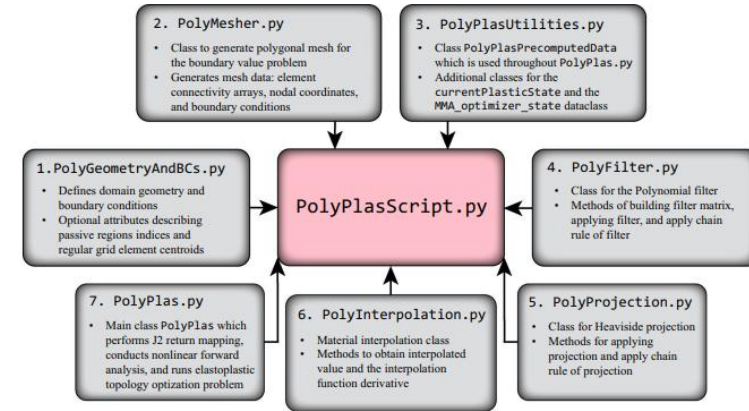 2. PolyMesher.py
• Class to generate polygonal mesh for
the boundary value problem
• Generates mesh data: element
connectivity arrays, nodal coordinates,
and boundary conditions
3. PolyPlasUtilities.py
• Class PolyPlasPrecomputedData
which is used throughout PolyPlas.py
• Additional classes for the
currentPlasticState and the
MMA_optimizer_state dataclass
1.PolyGeometryAndBCs.py
• Defines domain geometry and
boundary conditions
• Optional attributes describing
passive regions indices and
regular grid element centroids
PolyPlasScript.py
4. PolyFilter.py
• Class for the Polynomial filter
• Methods of building filter matrix,
applying filter, and apply chain
rule of filter
7. PolyPlas.py
• Main class PolyPlas which
performs J2 return mapping,
conducts nonlinear forward
analysis, and runs elastoplastic
topology optization problem
6. PolyInterpolation.py
• Material interpolation class
• Methods to obtain interpolated
value and the interpolation
function derivative
5. PolyProjection.py
• Class for Heaviside projection
• Methods for applying
projection and apply chain
rule of projection